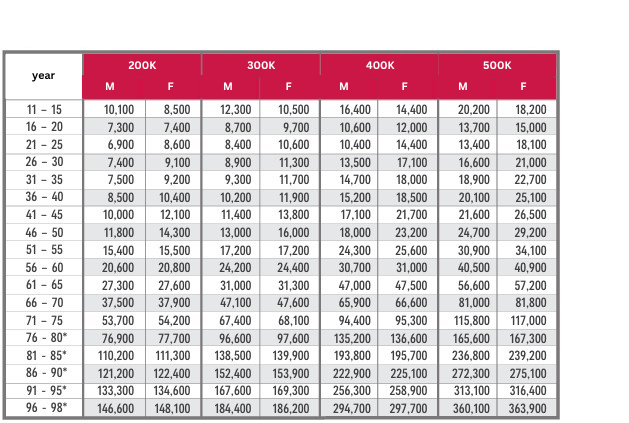 year 200K 300K 400K 500K
M F M F M F M F
11 – 15 10,100 8,500 12,300 10,500 16,400 14,400 20,200 18,200
16 – 20 7,300 7,400 8,700 9,700 10,600 12,000 13,700 15,000
21 – 25 6,900 8,600 8,400 10,600 10,400 14,400 13,400 18,100
26 – 30 7,400 9,100 8,900 11,300 13,500 17,100 16,600 21,000
31 – 35 7,500 9,200 9,300 11,700 14,700 18,000 18,900 22,700
36 – 40 8,500 10,400 10,200 11,900 15,200 18,500 20,100 25,100
41 – 45 10,000 12,100 11,400 13,800 17,100 21,700 21,600 26,500
46 – 50 11,800 14,300 13,000 16,000 18,000 23,200 24,700 29,200
51 – 55 15,400 15,500 17,200 17,200 24,300 25,600 30,900 34,100
56 – 60 20,600 20,800 24,200 24,400 30,700 31,000 40,500 40,900
61 – 65 27,300 27,600 31,000 31,300 47,000 47,500 56,600 57,200
66 – 70 37,500 37,900 47,100 47,600 65,900 66,600 81,000 81,800
71 – 75 53,700 54,200 67,400 68,100 94,400 95,300 115,800 117,000
76 - 80* 76,900 77,700 96,600 97,600 135,200 136,600 165,600 167,300
81 - 85* 110,200 111,300 138,500 139,900 193,800 195,700 236,800 239,200
86 - 90* 121,200 122,400 152,400 153,900 222,900 225,100 272,300 275,100
91 - 95* 133,300 134,600 167,600 169,300 256,300 258,900 313,100 316,400
96 - 98* 146,600 148,100 184,400 186,200 294,700 297,700 360,100 363,900